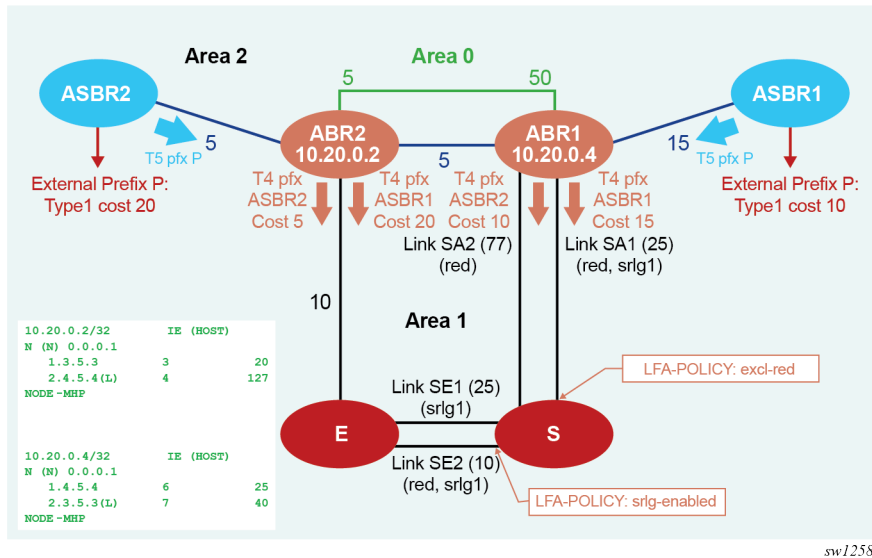 Area 2
Area 0
ASBR2
5
50
ASBR1
T5 pfx P
5
ABR2
10.20.0.2
5
ABR1
10.20.0.4
15
T5 pfx P
External Prefix P:
Type1 cost 20
External Prefix P:
Type1 cost 10
T4 pfx
ASBR2
Cost 5
T4 pfx
ASBR1
Cost 20
T4 pfx
ASBR2
Cost 10
T4 pfx
ASBR1
Cost 15
Link SA2 (77)
(red)
Link SA1 (25)
(red, srlg1)
10
Area 1
10.20.0.2/32 IE (HOST)
N (N) 0.0.0.1
1.3.5.3 3 20
2.4.5.4(L) 4 127
NODE-MHP
10.20.0.4/32 IE (HOST)
N (N) 0.0.0.1
1.4.5.4 6 25
2.3.5.3(L) 7 40
NODE-MHP
LFA-POLICY: excl-red
Link SE1 (25)
(srlg1)
E
S
Link SE2 (10)
(red, srlg1)
LFA-POLICY: srlg-enabled
sw1258